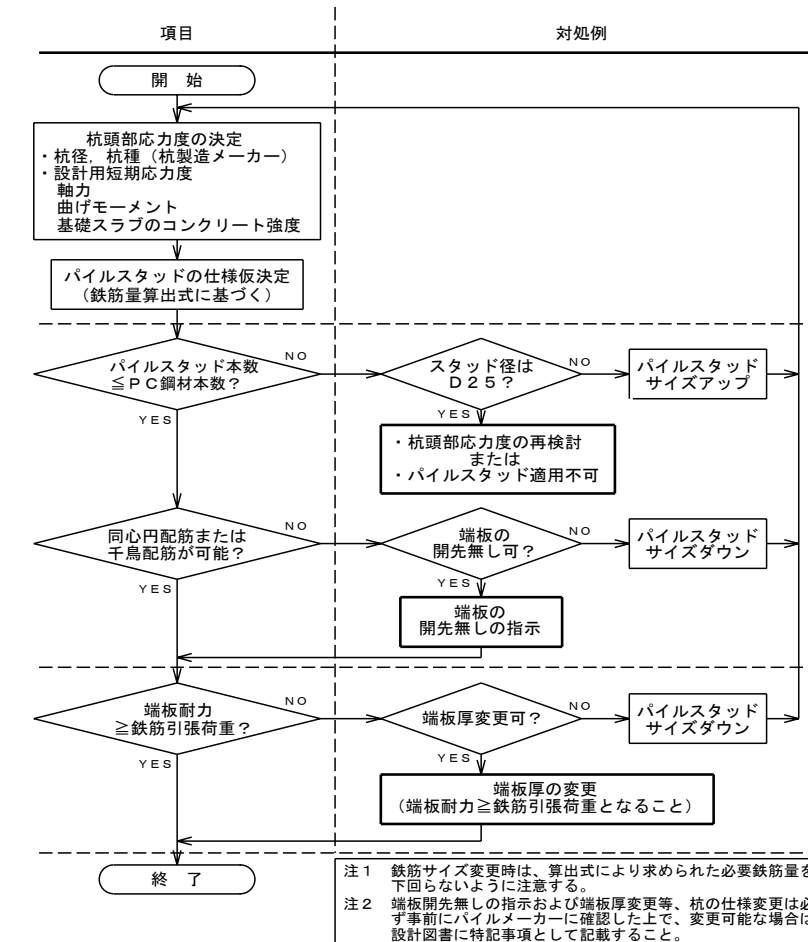 項目
対処例
開 始
杭頭部応力度の決定
・杭径, 杭種（杭製造メーカー）
・設計用短期応力度
軸力
曲げモーメント
基礎スラブのコンクリート強度
パイルスタッドの仕様仮決定
（鉄筋量算出式に基づく）
パイルスタッド本数
≦ＰＣ鋼材本数？
NO
YES
スタッド径は
Ｄ２５？
NO
YES
パイルスタッド
サイズアップ
・杭頭部応力度の再検討
または
・パイルスタッド適用不可
同心円配筋または
千鳥配筋が可能？
NO
YES
端板の
開先無し可？
NO
YES
パイルスタッド
サイズダウン
端板の
開先無しの指示
端板耐力
≧鉄筋引張荷重？
NO
YES
端板厚変更可？
NO
YES
パイルスタッド
サイズダウン
端板厚の変更
（端板耐力≧鉄筋引張荷重となること）
終 了
注１ 鉄筋サイズ変更時は、算出式により求められた必要鉄筋量を
下回らないように注意する。
注２ 端板開先無しの指示および端板厚変更等、杭の仕様変更は必
ず事前にパイルメーカーに確認した上で、変更可能な場合は
設計図書に特記事項として記載すること。